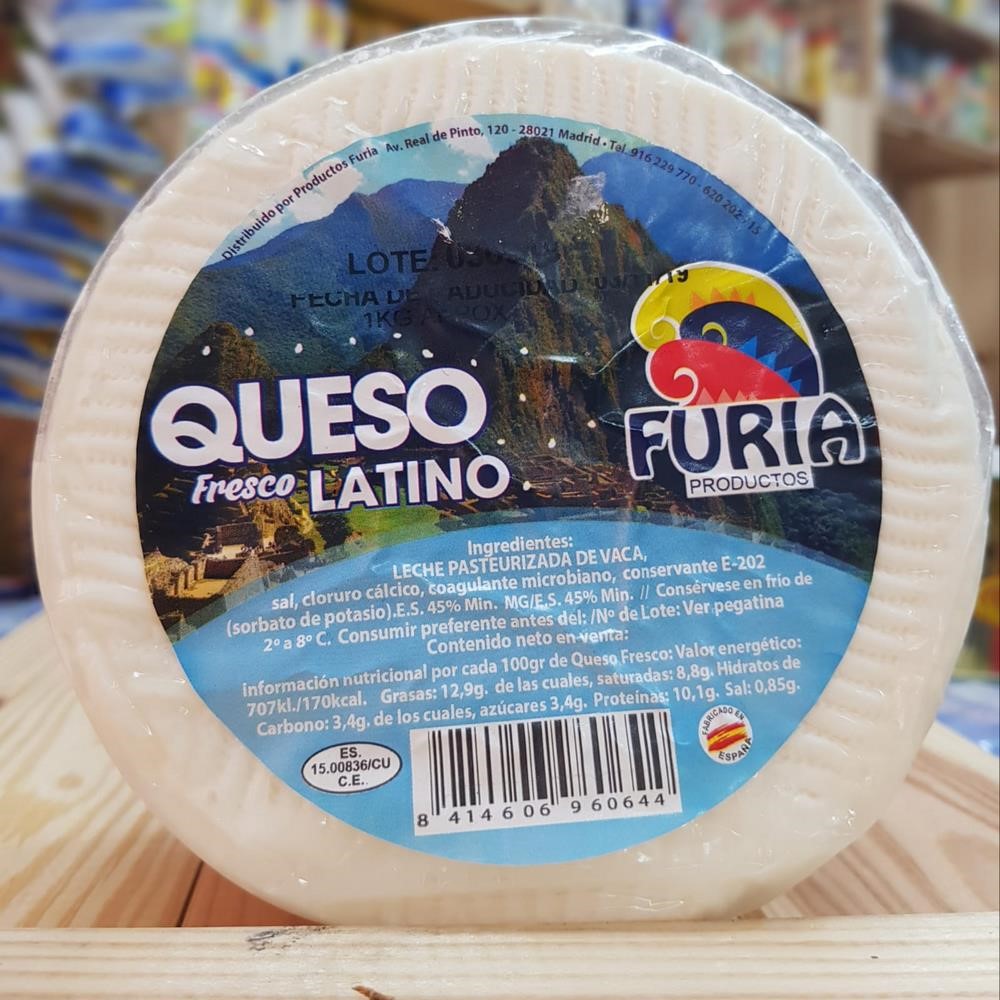 Distribuido por Productos Furia Av. Real de Pinto, 120 - 28021 Madrid • Tel 916 229 770 - 620 202
LOTE:
FECHA DE CADUCIDAD
1KG APROX
QUESO
Fresco LATINO
FURIA
PRODUCTOS
Ingredientes:
LECHE PASTEURIZADA DE VACA,
sal, cloruro cálcico, coagulante microbiano, conservante E-202
(sorbato de potasio).E.S. 45% Min. MG/E.S. 45% Min. // Consérvese en frío de
2º a 8º C. Consumir preferente antes del: /Nº de Lote: Ver pegatina
Contenido neto en venta:
Información nutricional por cada 100gr de Queso Fresco: Valor energético:
707kl./170kcal. Grasas: 12,9g. de las cuales, saturadas: 8,8g. Hidratos de
Carbono: 3,4g. de los cuales, azúcares 3,4g. Proteínas: 10,1g. Sal: 0,85g.
FABRICADO EN
ESPAÑA
ES.
15.00836/CU
C.E.
8 414606 960644